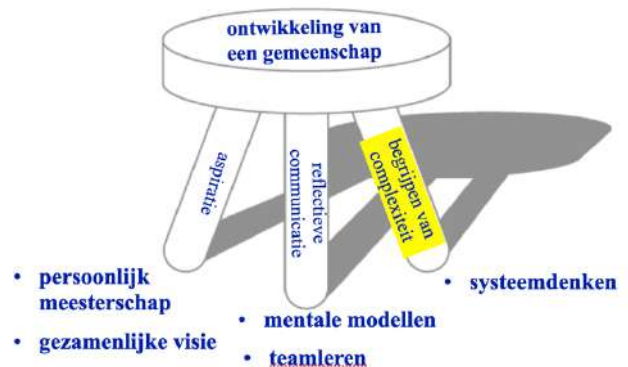 ontwikkeling van
een gemeenschap
aspiratie
reflectieve
communicatie
begrijpen van
complexiteit
• persoonlijk
meesterschap
• gezamenlijke visie
• mentale modellen
• teamleren
• systeemdenken